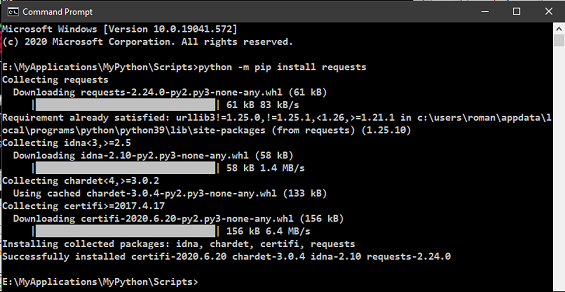 Command Prompt
Microsoft Windows [Version 10.0.19041.572]
(c) 2020 Microsoft Corporation. All rights reserved.
E:\MyApplications\MyPython\Scripts>python -m pip install requests
Collecting requests
  Downloading requests-2.24.0-py2.py3-none-any.whl (61 kB)
     |████████████████████████████████| 61 kB 83 kB/s
Requirement already satisfied: urllib3!=1.25.0,!=1.25.1,<1.26,>=1.21.1 in c:\users\roman\appdata\l
ocal\programs\python\python39\lib\site-packages (from requests) (1.25.10)
Collecting idna<3,>=2.5
  Downloading idna-2.10-py2.py3-none-any.whl (58 kB)
     |████████████████████████████████| 58 kB 1.4 MB/s
Collecting chardet<4,>=3.0.2
  Using cached chardet-3.0.4-py2.py3-none-any.whl (133 kB)
Collecting certifi>=2017.4.17
  Downloading certifi-2020.6.20-py2.py3-none-any.whl (156 kB)
     |████████████████████████████████| 156 kB 6.4 MB/s
Installing collected packages: idna, chardet, certifi, requests
Successfully installed certifi-2020.6.20 chardet-3.0.4 idna-2.10 requests-2.24.0
E:\MyApplications\MyPython\Scripts>